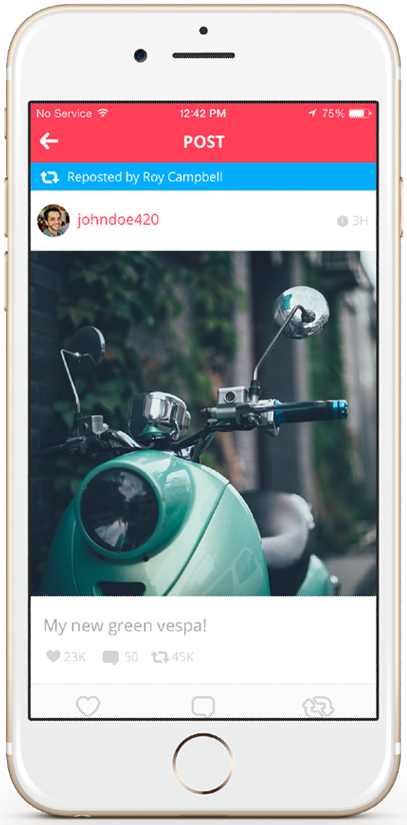 No Service 12:42 PM 75%
POST
Reposted by Roy Campbell
johndoe420 3H
My new green vespa!
23K 50 45K